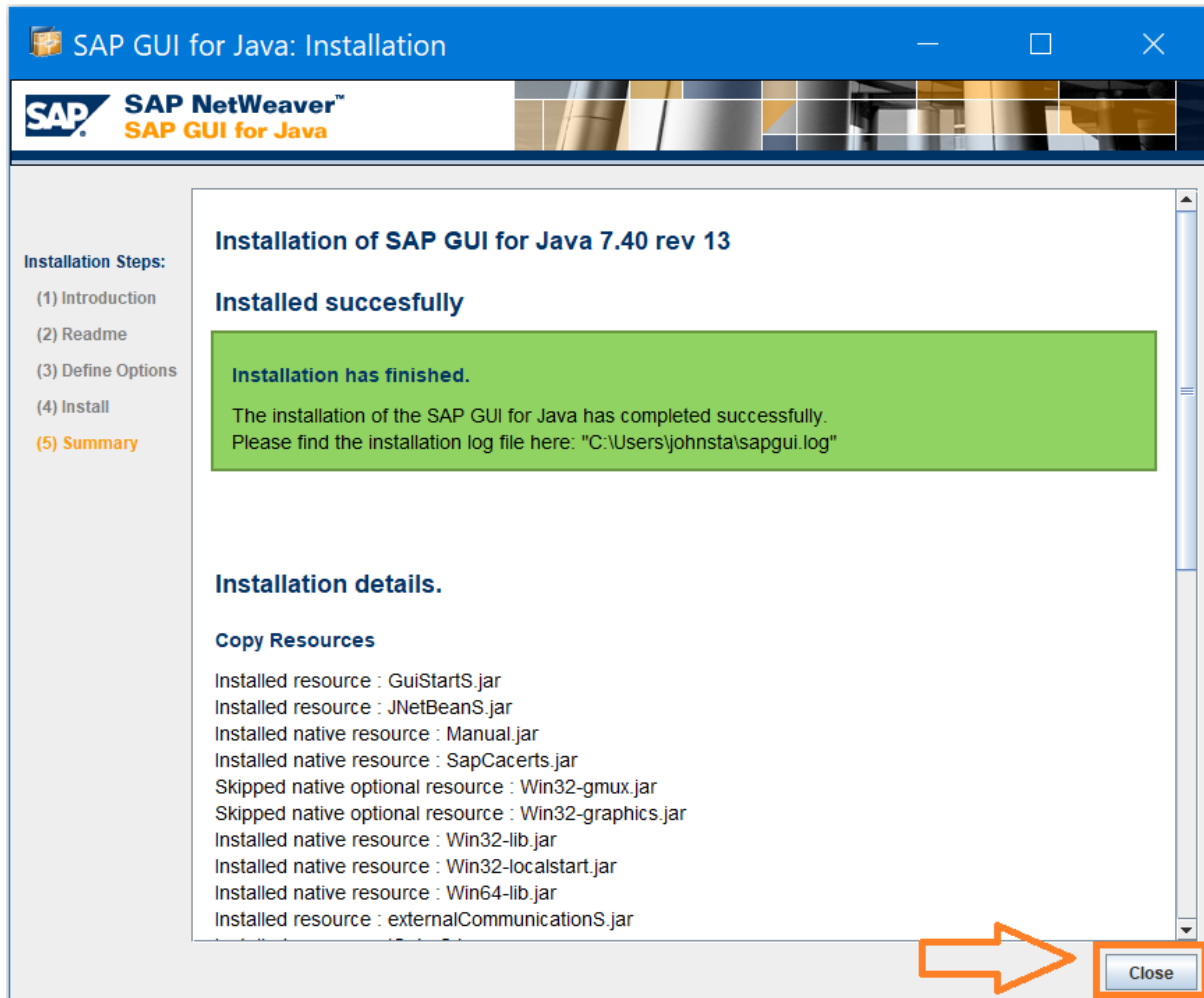 SAP GUI for Java: Installation
SAP
SAP NetWeaver™
SAP GUI for Java
Installation Steps:
(1) Introduction
(2) Readme
(3) Define Options
(4) Install
(5) Summary
Installation of SAP GUI for Java 7.40 rev 13
Installed succesfully
Installation has finished.
The installation of the SAP GUI for Java has completed successfully.
Please find the installation log file here: "C:\Users\johnsta\sapgui.log"
Installation details.
Copy Resources
Installed resource : GuiStartS.jar
Installed resource : JNetBeanS.jar
Installed native resource : Manual.jar
Installed native resource : SapCacerts.jar
Skipped native optional resource : Win32-gmux.jar
Skipped native optional resource : Win32-graphics.jar
Installed native resource : Win32-lib.jar
Installed native resource : Win32-localstart.jar
Installed native resource : Win64-lib.jar
Installed resource : externalCommunicationS.jar
Close